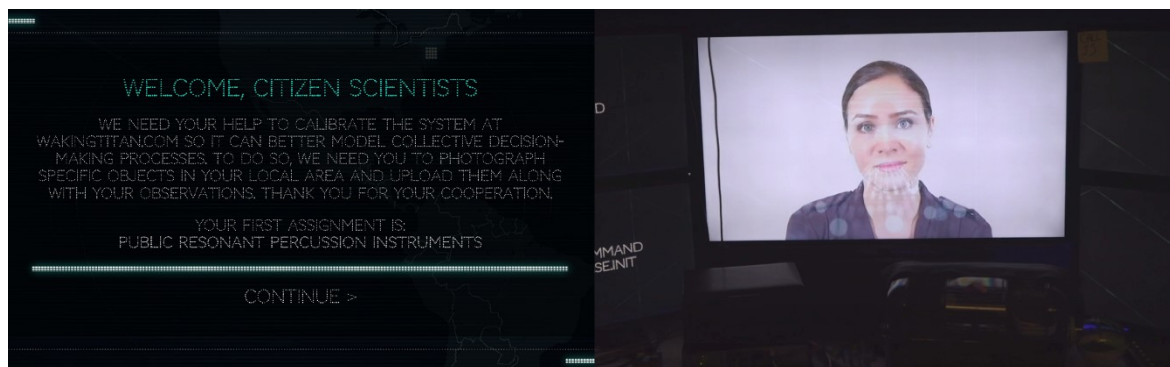 WELCOME, CITIZEN SCIENTISTS
WE NEED YOUR HELP TO CALIBRATE THE SYSTEM AT
WAKINGTITAN.COM SO IT CAN BETTER MODEL COLLECTIVE DECISION-
MAKING PROCESSES. TO DO SO, WE NEED YOU TO PHOTOGRAPH
SPECIFIC OBJECTS IN YOUR LOCAL AREA AND UPLOAD THEM ALONG
WITH YOUR OBSERVATIONS. THANK YOU FOR YOUR COOPERATION.
YOUR FIRST ASSIGNMENT IS:
PUBLIC RESONANT PERCUSSION INSTRUMENTS
CONTINUE >
D
MMAND
SE.INIT